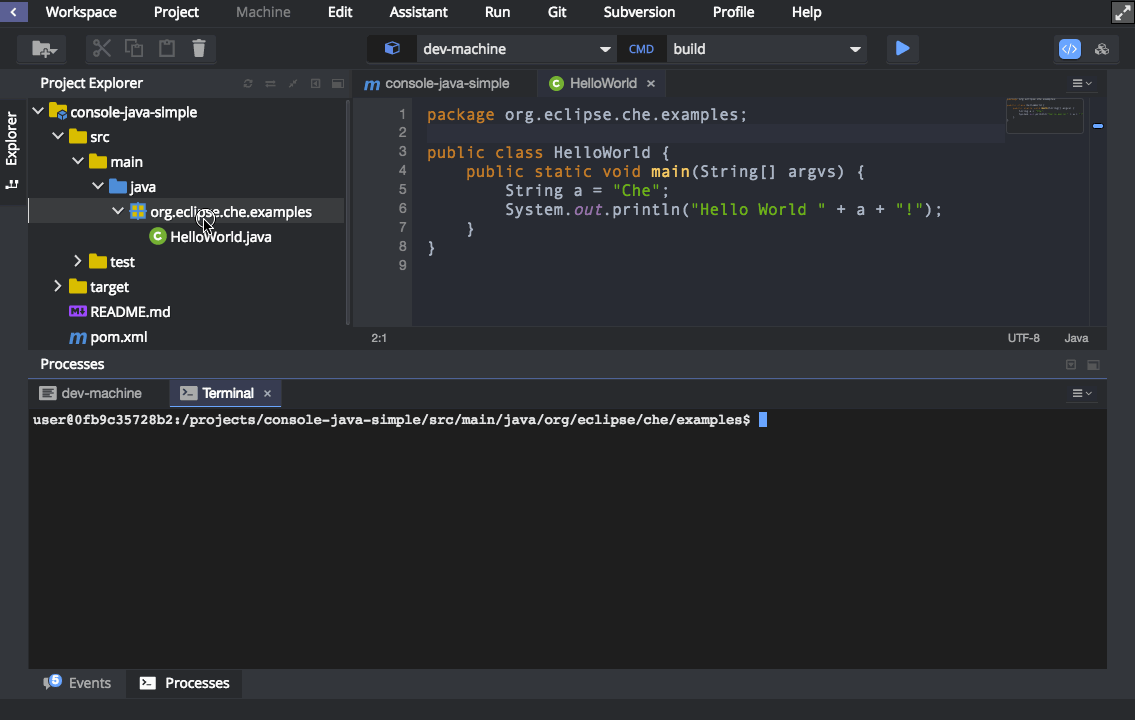 < Workspace Project Machine Edit Assistant Run Git Subversion Profile Help
dev-machine CMD build
Project Explorer
m console-java-simple
C HelloWorld ×
Explorer
console-java-simple
src
main
java
org.eclipse.che.examples
C HelloWorld.java
test
target
M README.md
m pom.xml
1 package org.eclipse.che.examples;
2
3 public class HelloWorld {
4 public static void main(String[] argvs) {
5 String a = "Che";
6 System.out.println("Hello World " + a + "!");
7 }
8 }
9
2:1 UTF-8 Java
Processes
dev-machine Terminal ×
user@0fb9c35728b2:/projects/console-java-simple/src/main/java/org/eclipse/che/examples$
5 Events Processes